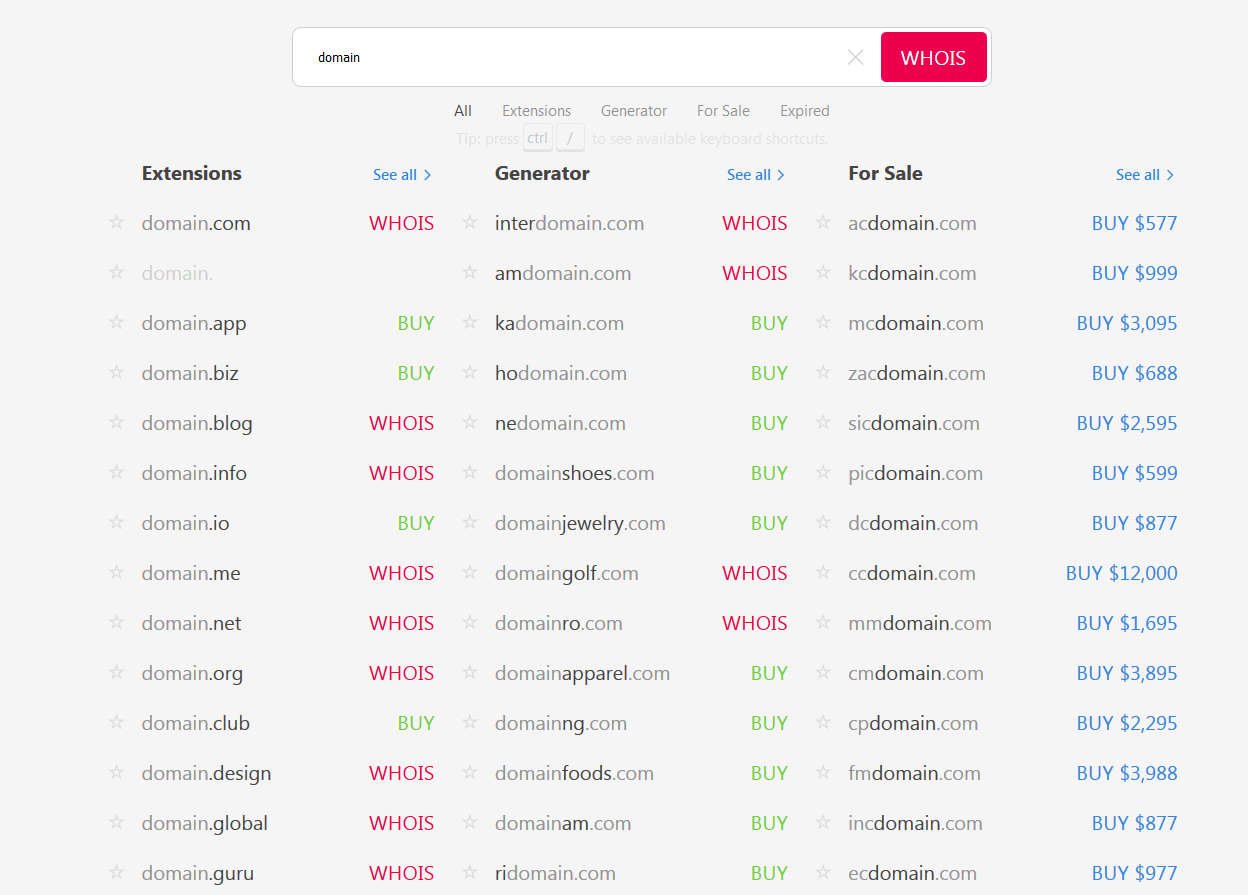 domain WHOIS
All Extensions Generator For Sale Expired
Tip: press ctrl / to see available keyboard shortcuts.
Extensions See all >
domain.com WHOIS
domain.
domain.app BUY
domain.biz BUY
domain.blog WHOIS
domain.info WHOIS
domain.io BUY
domain.me WHOIS
domain.net WHOIS
domain.org WHOIS
domain.club BUY
domain.design WHOIS
domain.global WHOIS
domain.guru WHOIS
Generator See all >
interdomain.com WHOIS
amdomain.com WHOIS
kadomain.com BUY
hodomain.com BUY
nedomain.com BUY
domainshoes.com BUY
domainjewelry.com BUY
domaingolf.com WHOIS
domainro.com WHOIS
domainapparel.com BUY
domainng.com BUY
domainfoods.com BUY
domainam.com BUY
ridomain.com BUY
For Sale See all >
acdomain.com BUY $577
kcdomain.com BUY $999
mcdomain.com BUY $3,095
zacdomain.com BUY $688
sicdomain.com BUY $2,595
picdomain.com BUY $599
dcdomain.com BUY $877
ccdomain.com BUY $12,000
mmdomain.com BUY $1,695
cmdomain.com BUY $3,895
cpdomain.com BUY $2,295
fmdomain.com BUY $3,988
incdomain.com BUY $877
ecdomain.com BUY $977